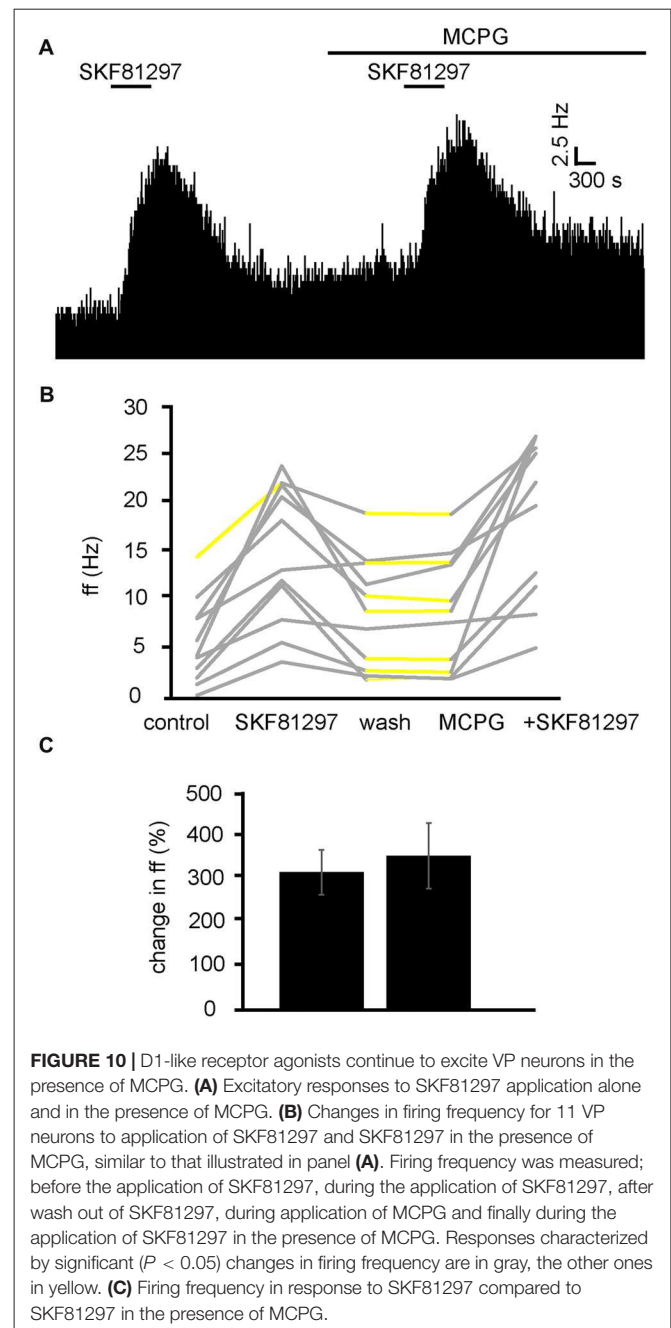 A
MCPG
SKF81297 SKF81297
2.5 Hz
300 s
B
30
25
20
15
10
5
0
ff (Hz)
control SKF81297 wash MCPG +SKF81297
C
500
400
300
200
100
0
change in ff (%)
FIGURE 10 | D1-like receptor agonists continue to excite VP neurons in the
presence of MCPG. (A) Excitatory responses to SKF81297 application alone
and in the presence of MCPG. (B) Changes in firing frequency for 11 VP
neurons to application of SKF81297 and SKF81297 in the presence of
MCPG, similar to that illustrated in panel (A). Firing frequency was measured;
before the application of SKF81297, during the application of SKF81297, after
wash out of SKF81297, during application of MCPG and finally during the
application of SKF81297 in the presence of MCPG. Responses characterized
by significant (P < 0.05) changes in firing frequency are in gray, the other ones
in yellow. (C) Firing frequency in response to SKF81297 compared to
SKF81297 in the presence of MCPG.